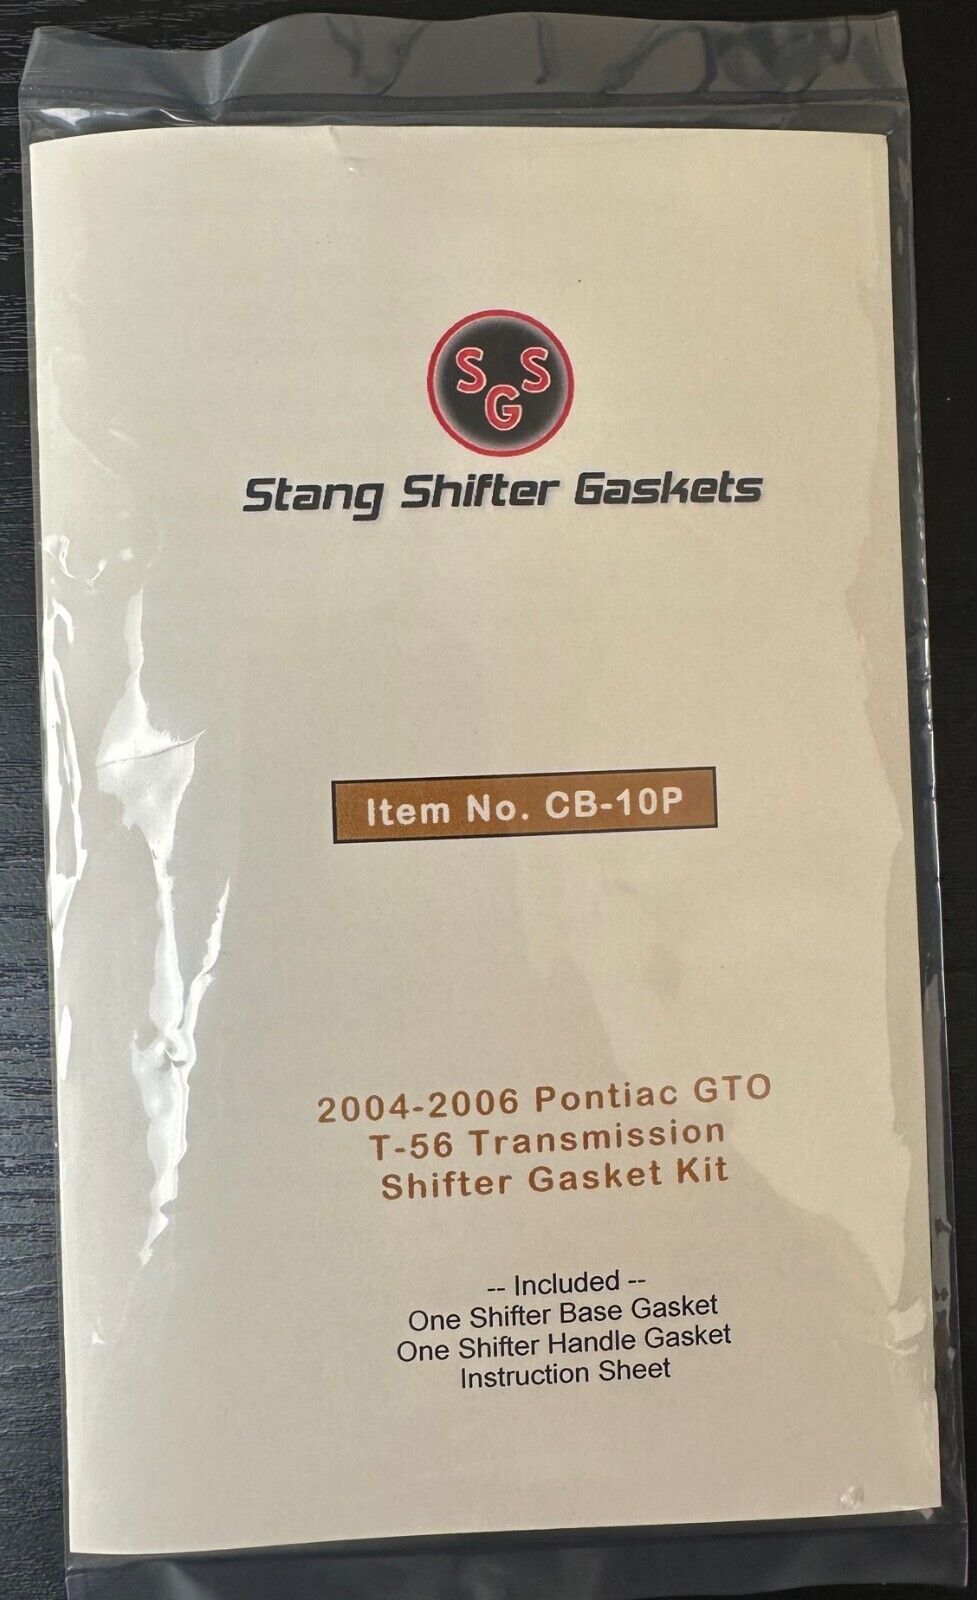 SGS
Stang Shifter Gaskets
Item No. CB-10P
2004-2006 Pontiac GTO
T-56 Transmission
Shifter Gasket Kit
-- Included --
One Shifter Base Gasket
One Shifter Handle Gasket
Instruction Sheet